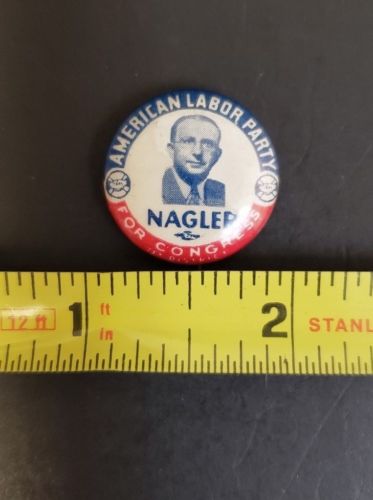 AMERICAN LABOR PARTY
NAGLER
FOR CONGRESS
12 ft
1
ft
in
2
STANL